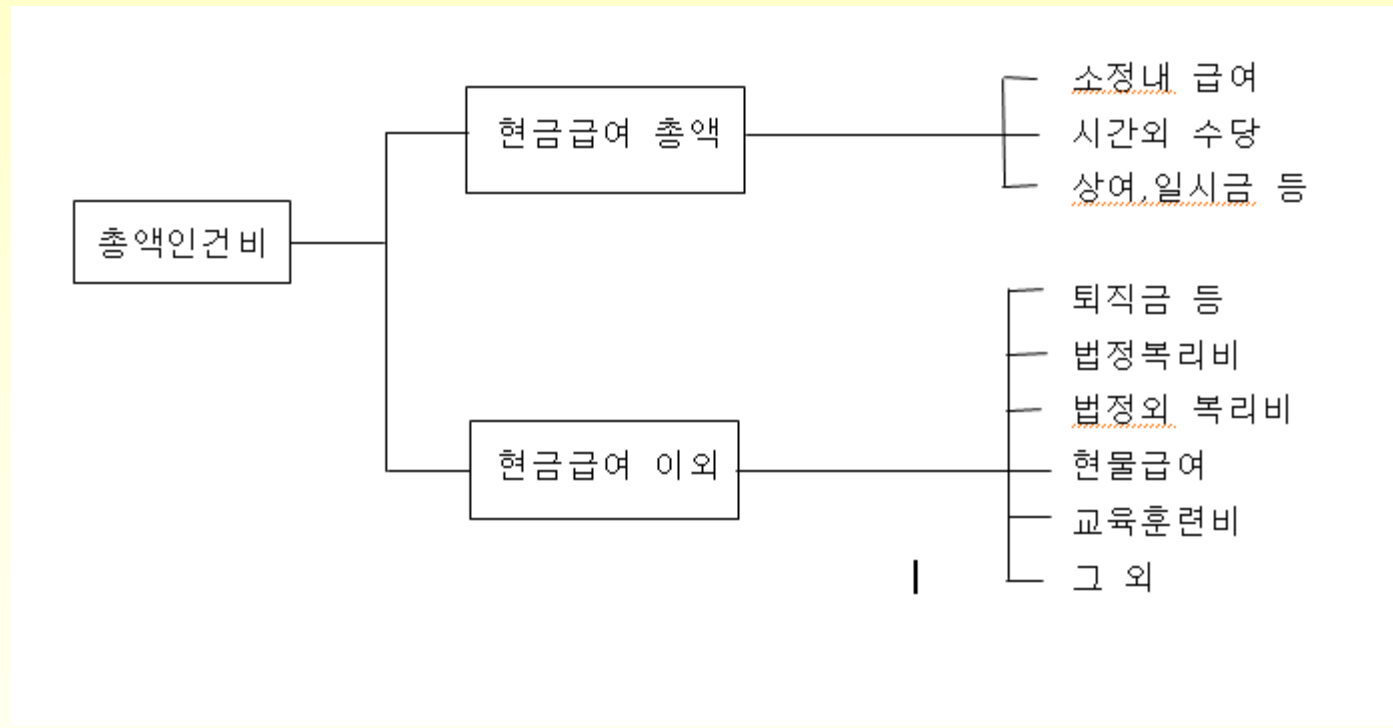 총액인건비
현금급여 총액
소정내 급여
시간외 수당
상여,일시금 등
현금급여 이외
퇴직금 등
법정복리비
법정외 복리비
현물급여
교육훈련비
그 외